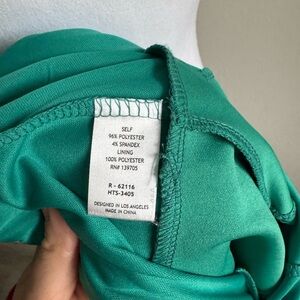 SELF
96% POLYESTER
4% SPANDEX
LINING
100% POLYESTER
RN# 139705
R - 62116
HTS-3405
DESIGNED IN LOS ANGELES
MADE IN CHINA